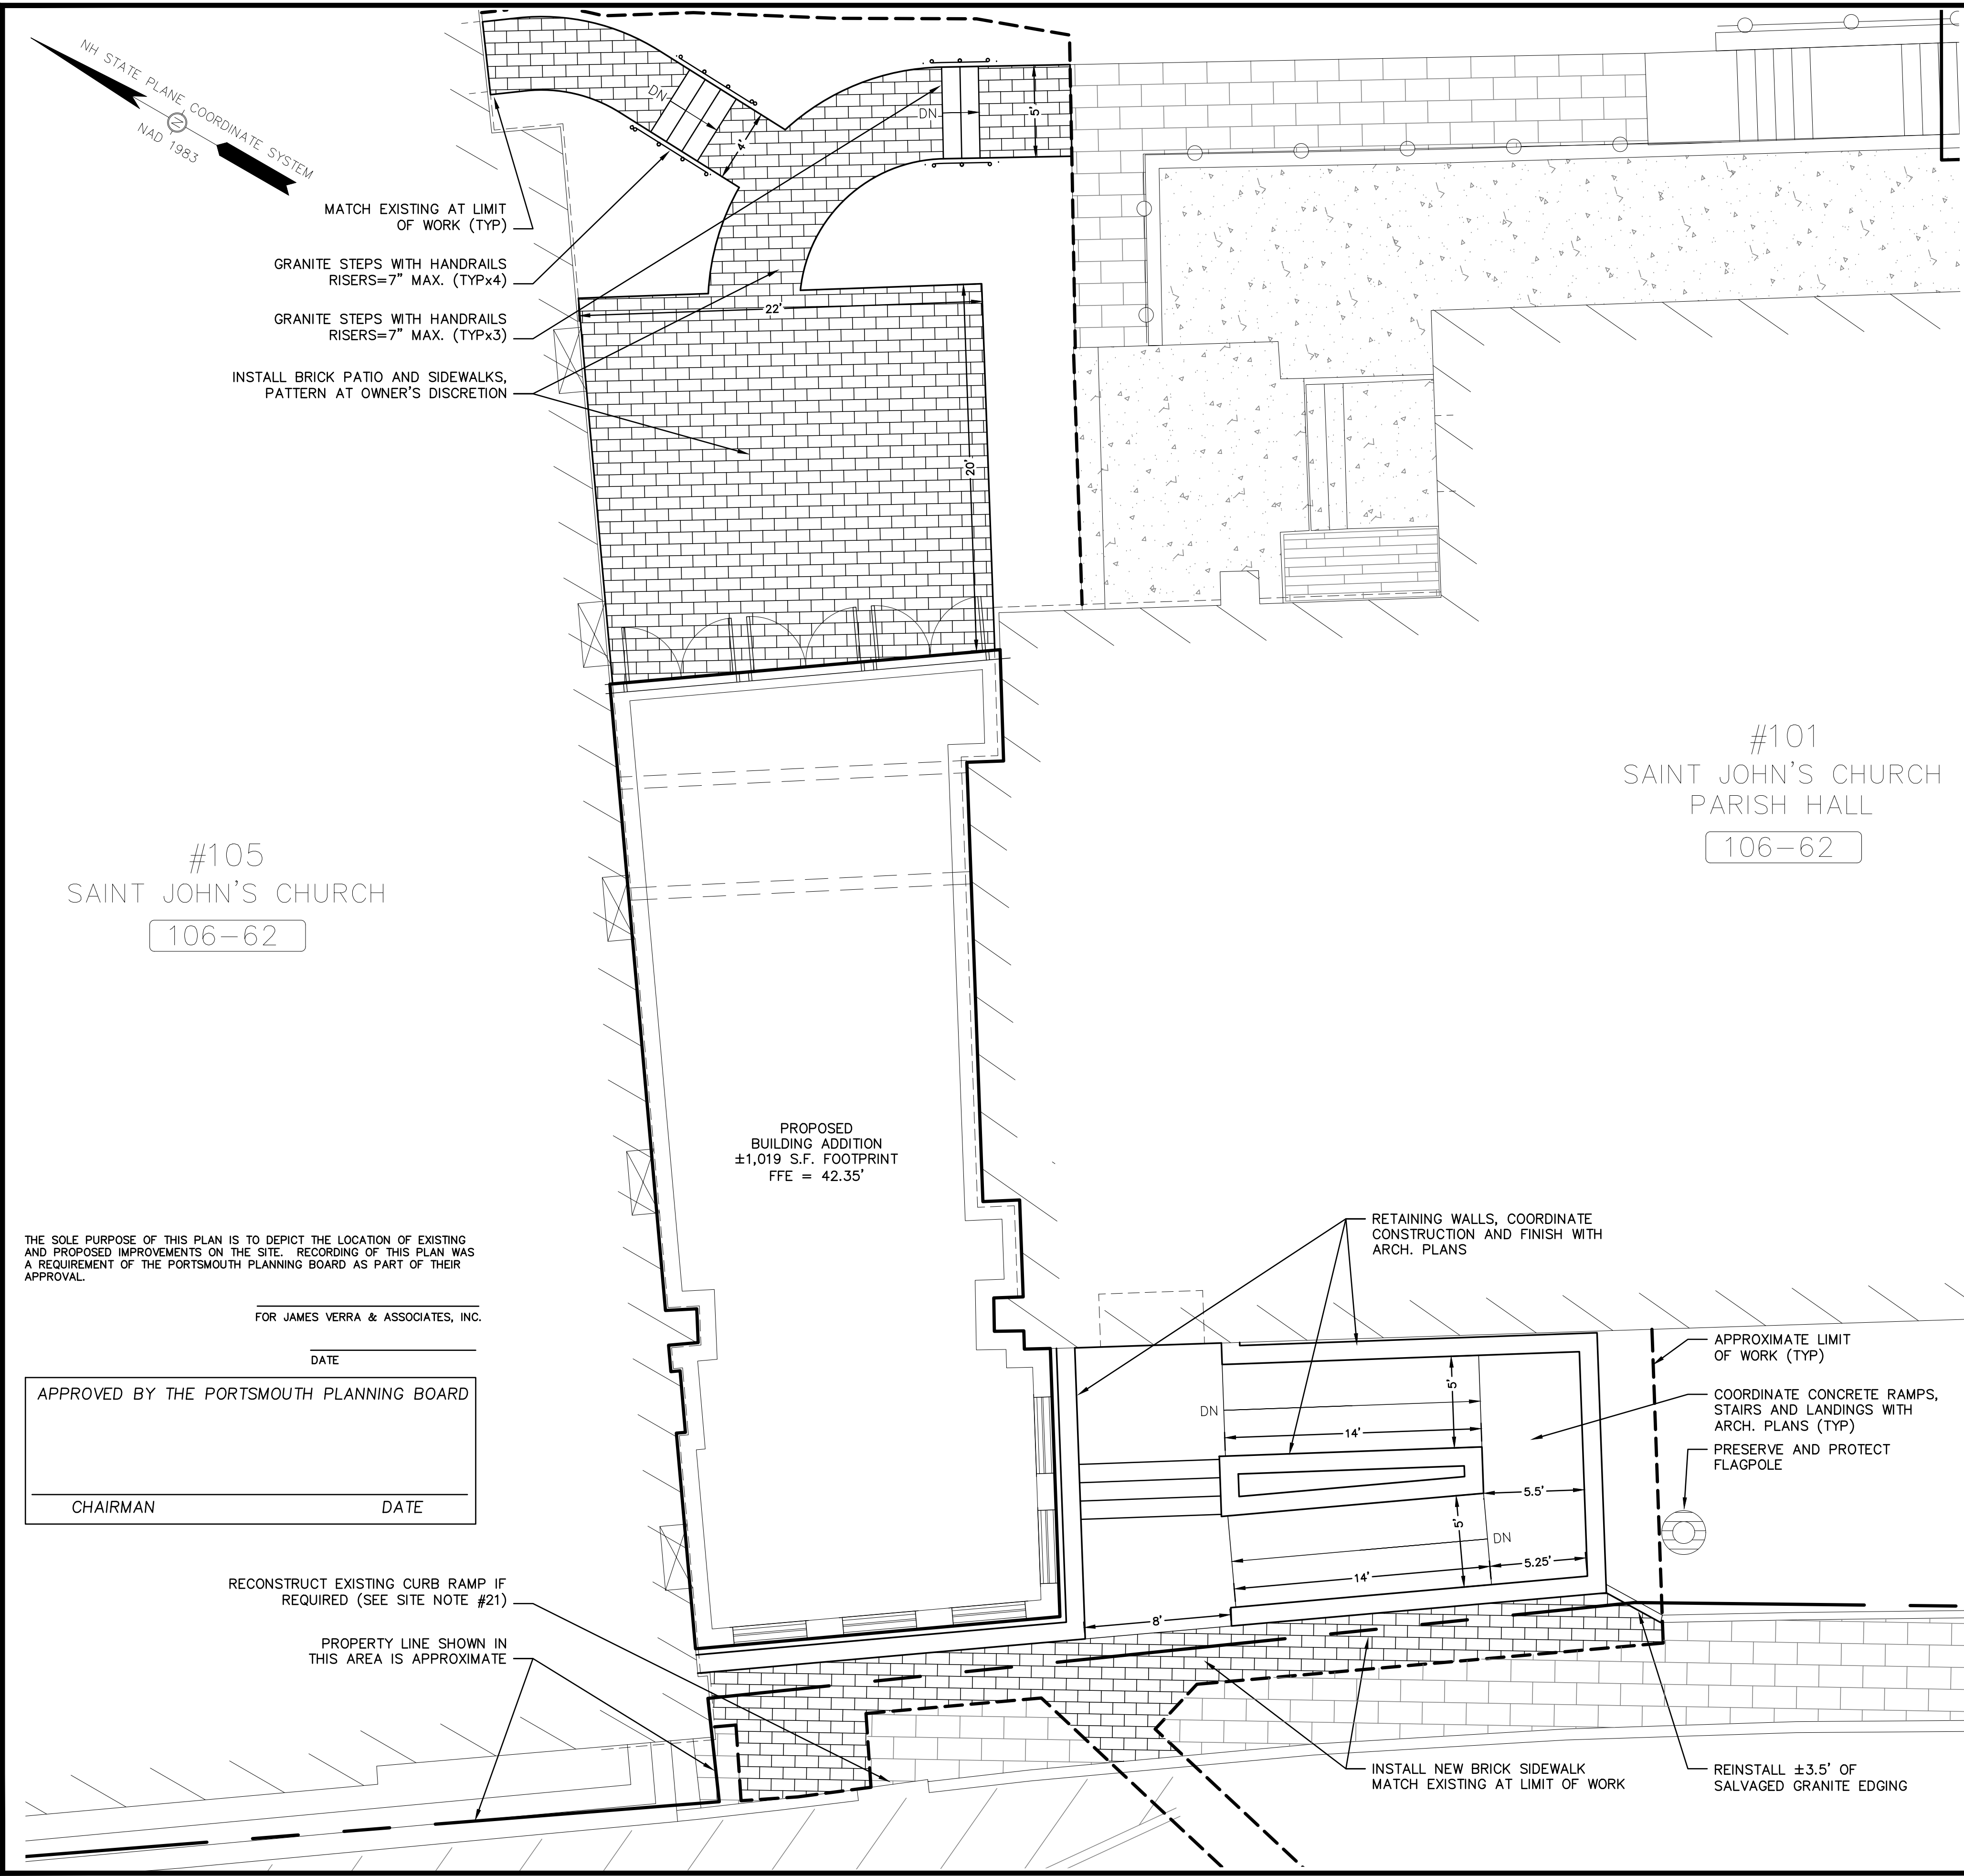 NH STATE PLANE COORDINATE SYSTEM
N
NAD 1983
MATCH EXISTING AT LIMIT
OF WORK (TYP)
GRANITE STEPS WITH HANDRAILS
RISERS=7" MAX. (TYPx4)
GRANITE STEPS WITH HANDRAILS
RISERS=7" MAX. (TYPx3)
INSTALL BRICK PATIO AND SIDEWALKS,
PATTERN AT OWNER'S DISCRETION
DN
4'
DN
5'
22'
20'
#101
SAINT JOHN'S CHURCH
PARISH HALL
106-62
#105
SAINT JOHN'S CHURCH
106-62
PROPOSED
BUILDING ADDITION
±1,019 S.F. FOOTPRINT
FFE = 42.35'
THE SOLE PURPOSE OF THIS PLAN IS TO DEPICT THE LOCATION OF EXISTING
AND PROPOSED IMPROVEMENTS ON THE SITE. RECORDING OF THIS PLAN WAS
A REQUIREMENT OF THE PORTSMOUTH PLANNING BOARD AS PART OF THEIR
APPROVAL.
FOR JAMES VERRA & ASSOCIATES, INC.
DATE
APPROVED BY THE PORTSMOUTH PLANNING BOARD
CHAIRMAN DATE
RETAINING WALLS, COORDINATE
CONSTRUCTION AND FINISH WITH
ARCH. PLANS
APPROXIMATE LIMIT
OF WORK (TYP)
COORDINATE CONCRETE RAMPS,
STAIRS AND LANDINGS WITH
ARCH. PLANS (TYP)
PRESERVE AND PROTECT
FLAGPOLE
DN
5'
14'
5.5'
5'
DN
14'
5.25'
8'
RECONSTRUCT EXISTING CURB RAMP IF
REQUIRED (SEE SITE NOTE #21)
PROPERTY LINE SHOWN IN
THIS AREA IS APPROXIMATE
INSTALL NEW BRICK SIDEWALK
MATCH EXISTING AT LIMIT OF WORK
REINSTALL ±3.5' OF
SALVAGED GRANITE EDGING